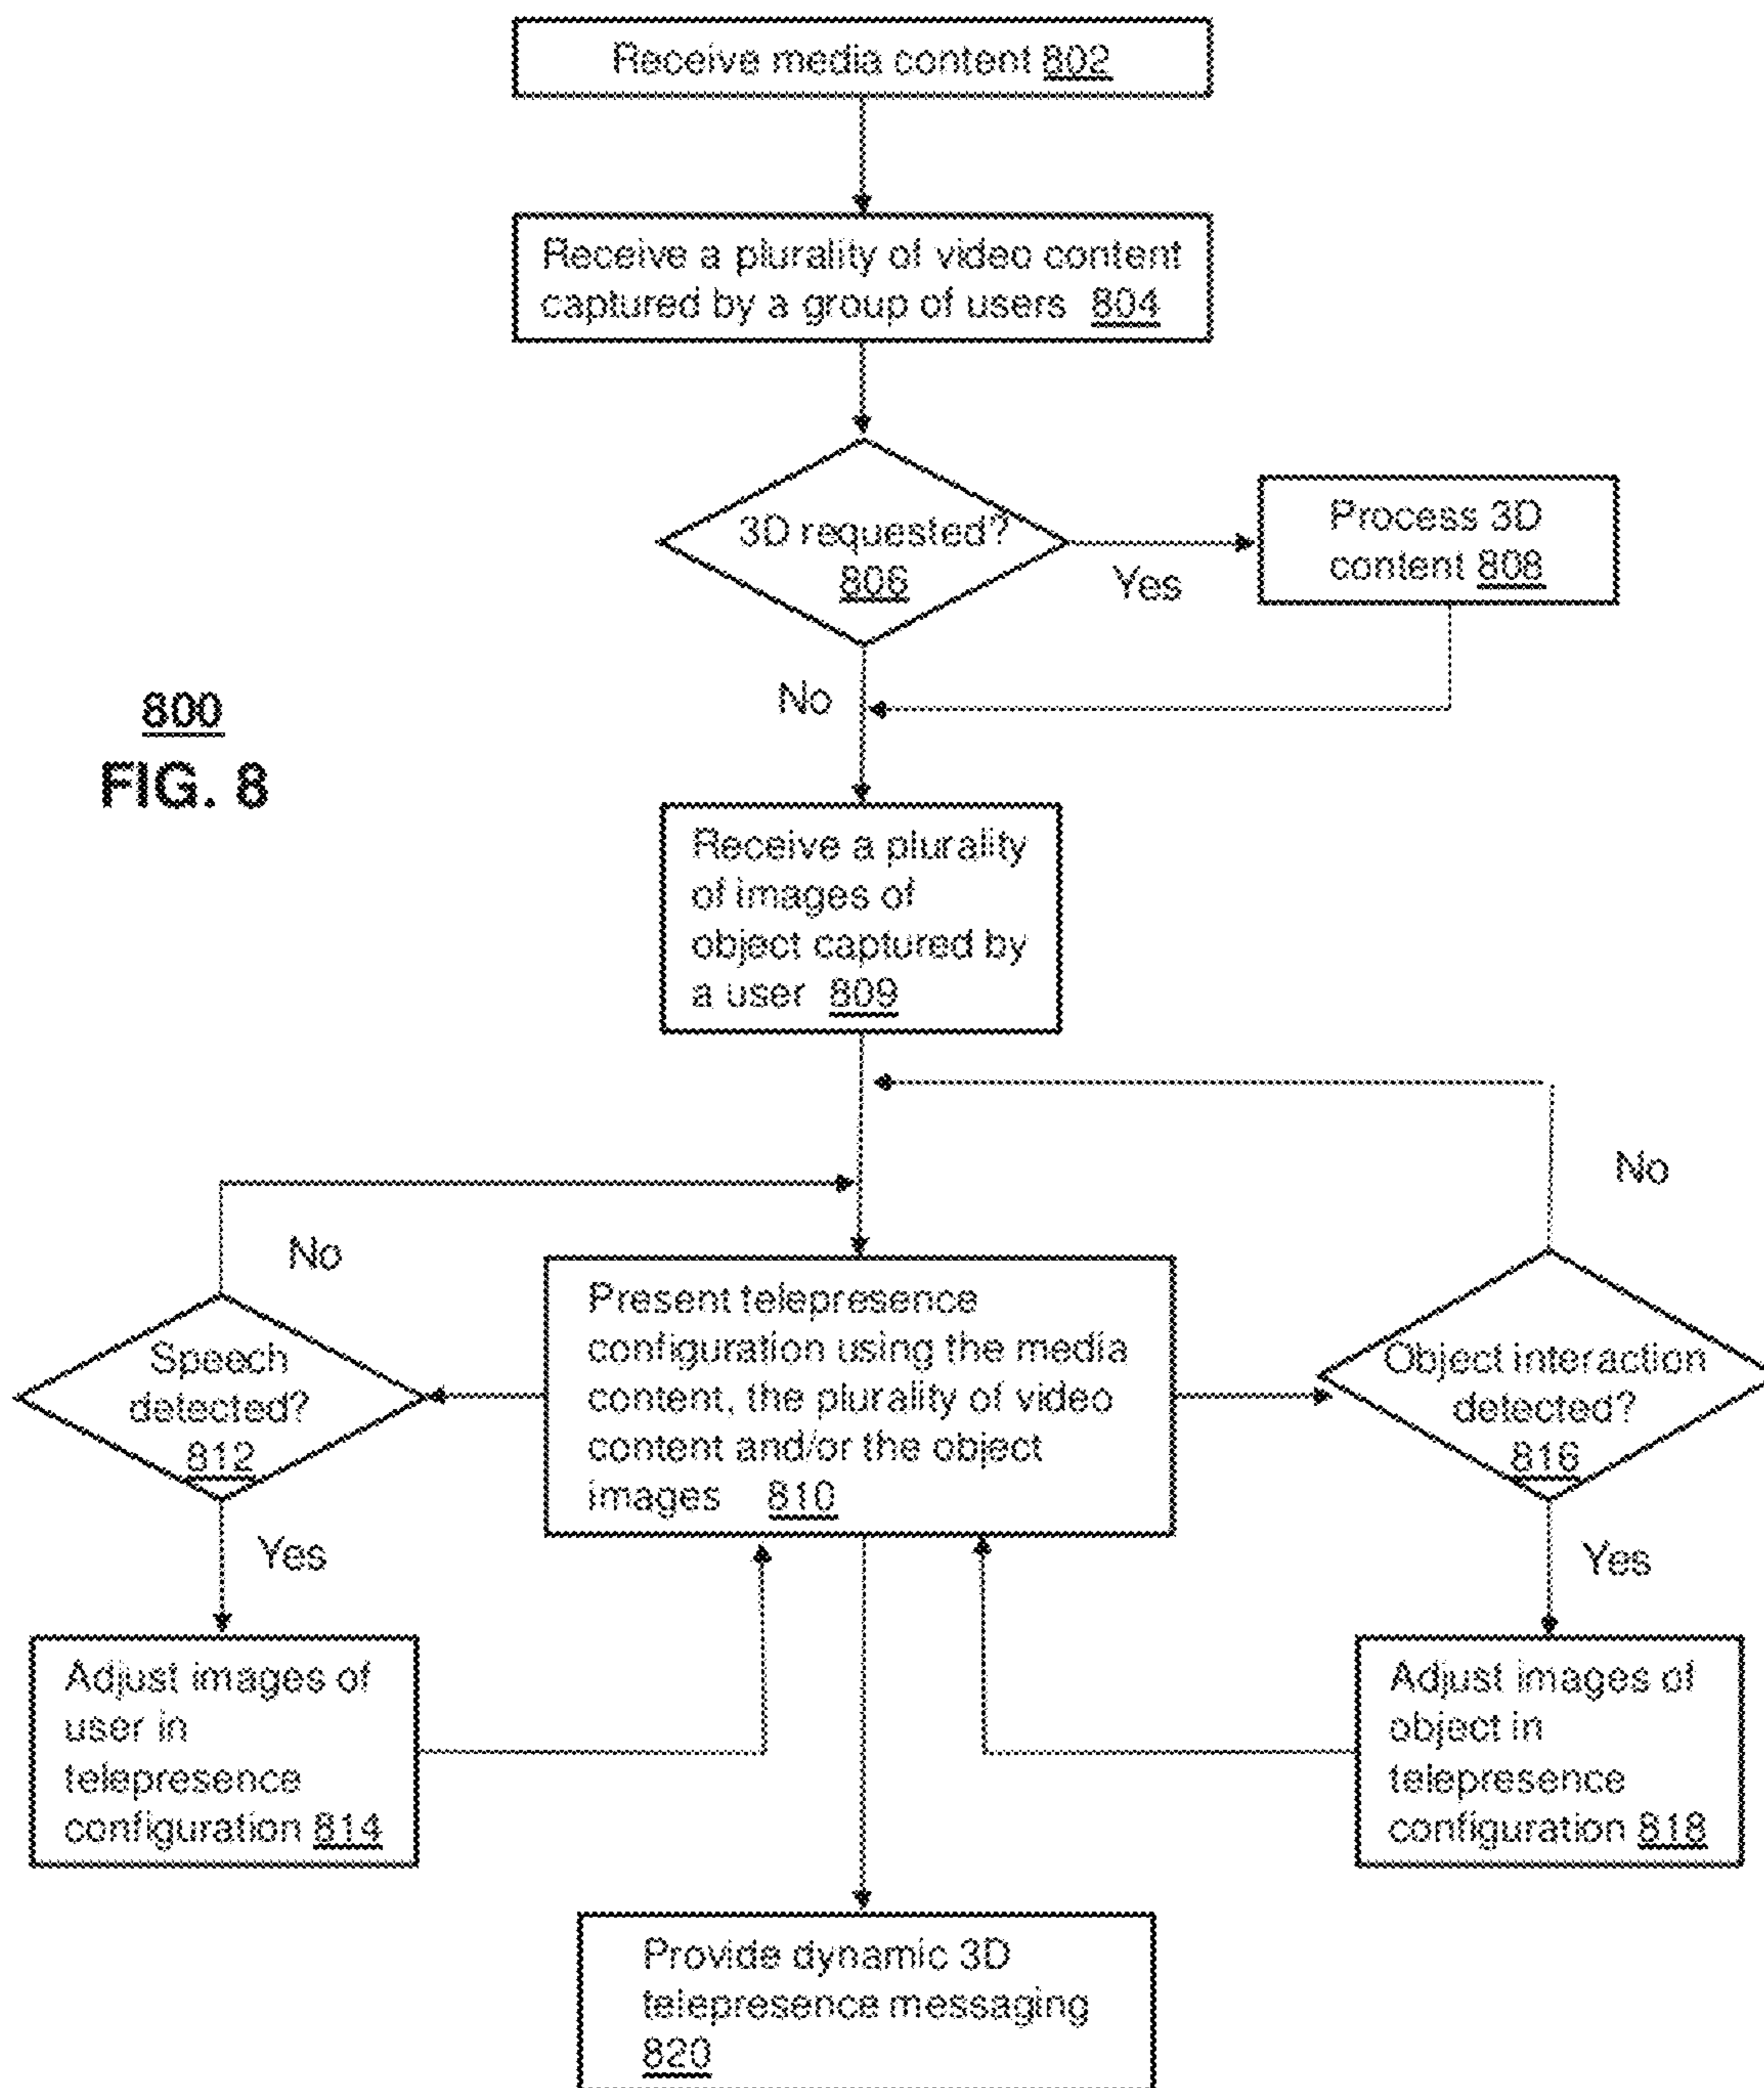 Receive media content 802
Receive a plurality of video content
captured by a group of users 804
3D requested?
806
Yes
Process 3D
content 808
No
800
FIG. 8
Receive a plurality
of images of
object captured by
a user 809
No
No
Speech
detected?
812
Present telepresence
configuration using the media
content, the plurality of video
content and/or the object
images 810
Object interaction
detected?
816
Yes
Yes
Adjust images of
user in
telepresence
configuration 814
Adjust images of
object in
telepresence
configuration 818
Provide dynamic 3D
telepresence messaging
820